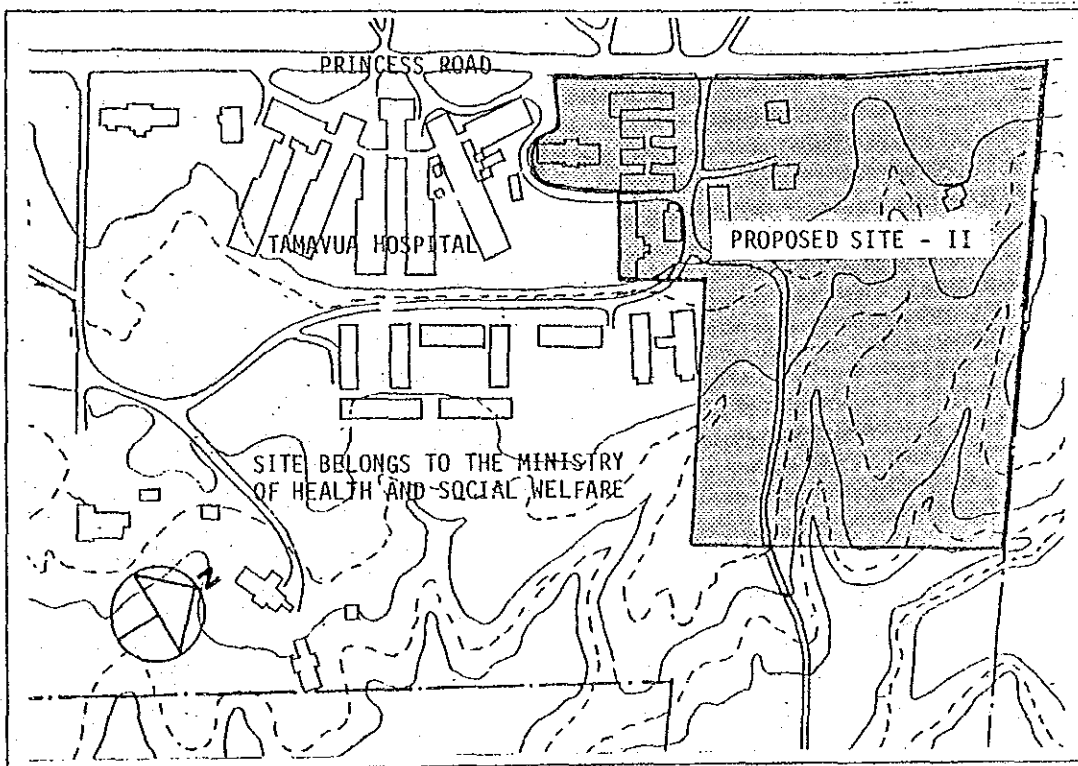 PRINCESS ROAD
TAMAVUA HOSPITAL
PROPOSED SITE - II
SITE BELONGS TO THE MINISTRY
OF HEALTH AND SOCIAL WELFARE
N